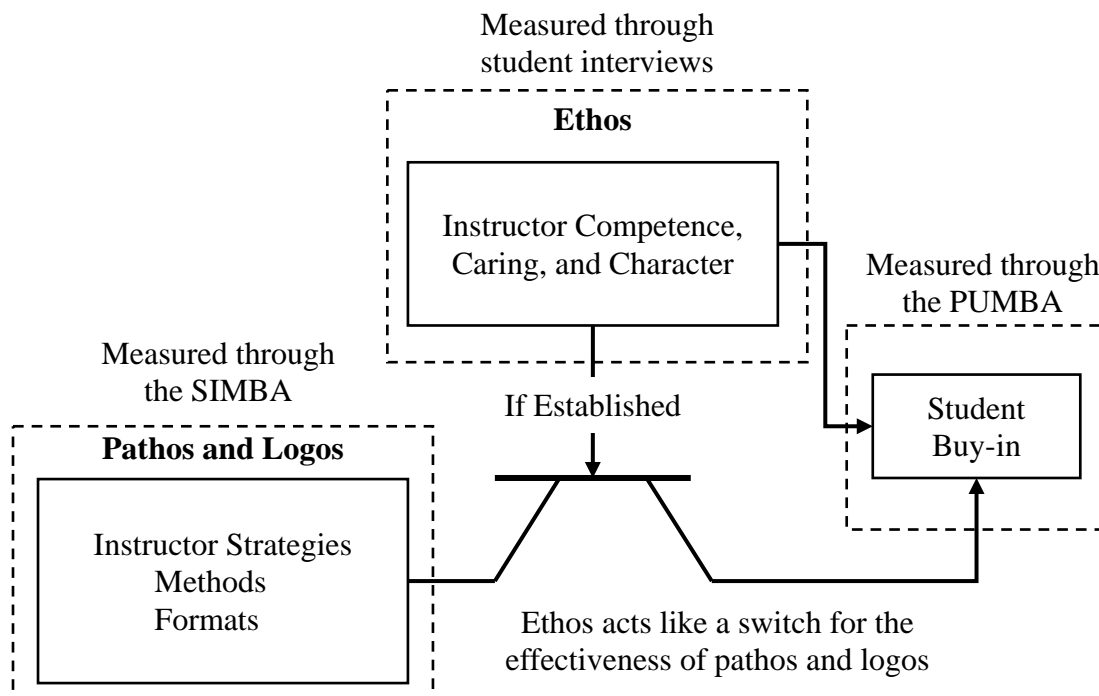 Measured through
student interviews
Ethos
Instructor Competence,
Caring, and Character
Measured through
the PUMBA
Measured through
the SIMBA
If Established
Student
Buy-in
Pathos and Logos
Instructor Strategies
Methods
Formats
Ethos acts like a switch for the
effectiveness of pathos and logos